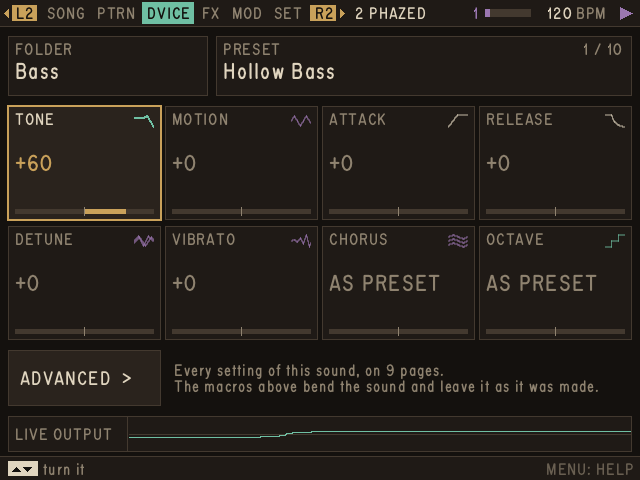 L2 SONG PTRN DVICE FX MOD SET R2 2 PHAZED 1 120 BPM
FOLDER
Bass
PRESET 1 / 10
Hollow Bass
TONE MOTION ATTACK RELEASE
+60 +0 +0 +0
DETUNE VIBRATO CHORUS OCTAVE
+0 +0 AS PRESET AS PRESET
ADVANCED >
Every setting of this sound, on 9 pages.
The macros above bend the sound and leave it as it was made.
LIVE OUTPUT
turn it MENU: HELP